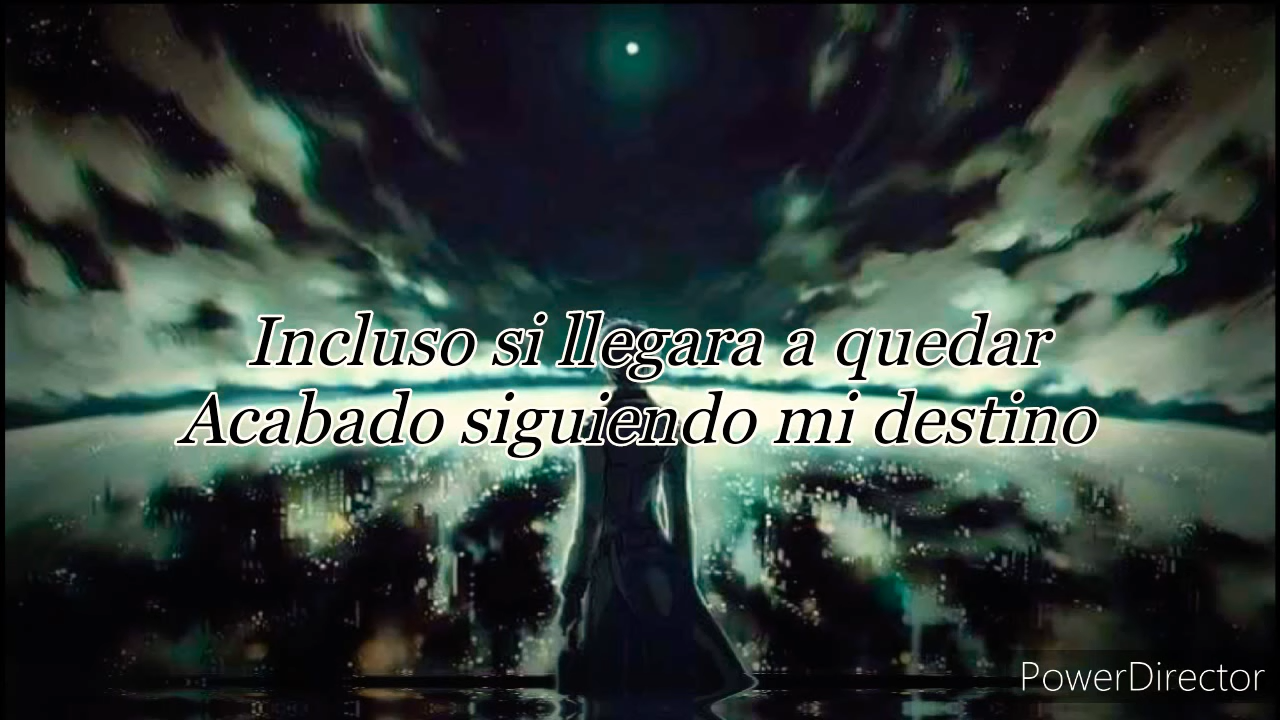 Incluso si llegara a quedar
Acabado siguiendo mi destino
PowerDirector